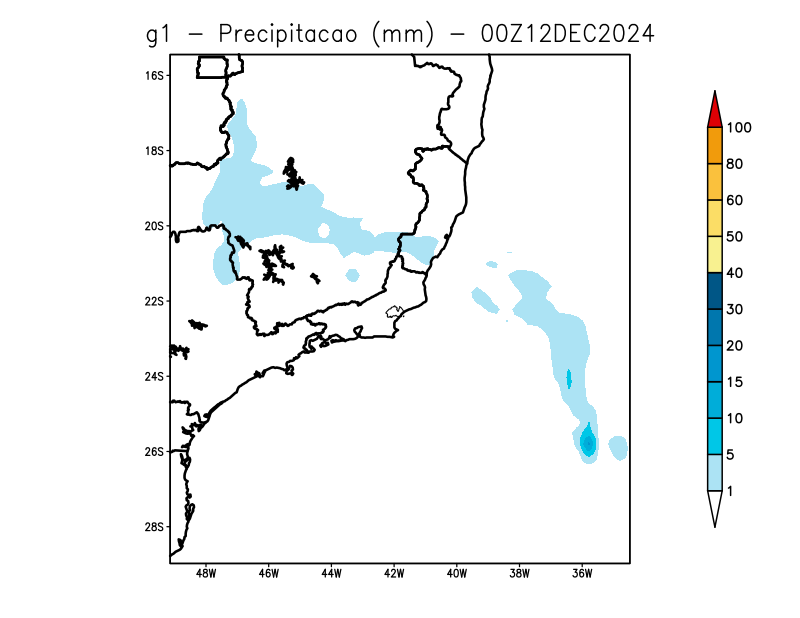 g1 – Precipitacao (mm) – 00Z12DEC2024
16S
18S
20S
22S
24S
26S
28S
48W 46W 44W 42W 40W 38W 36W
100
80
60
50
40
30
20
15
10
5
1